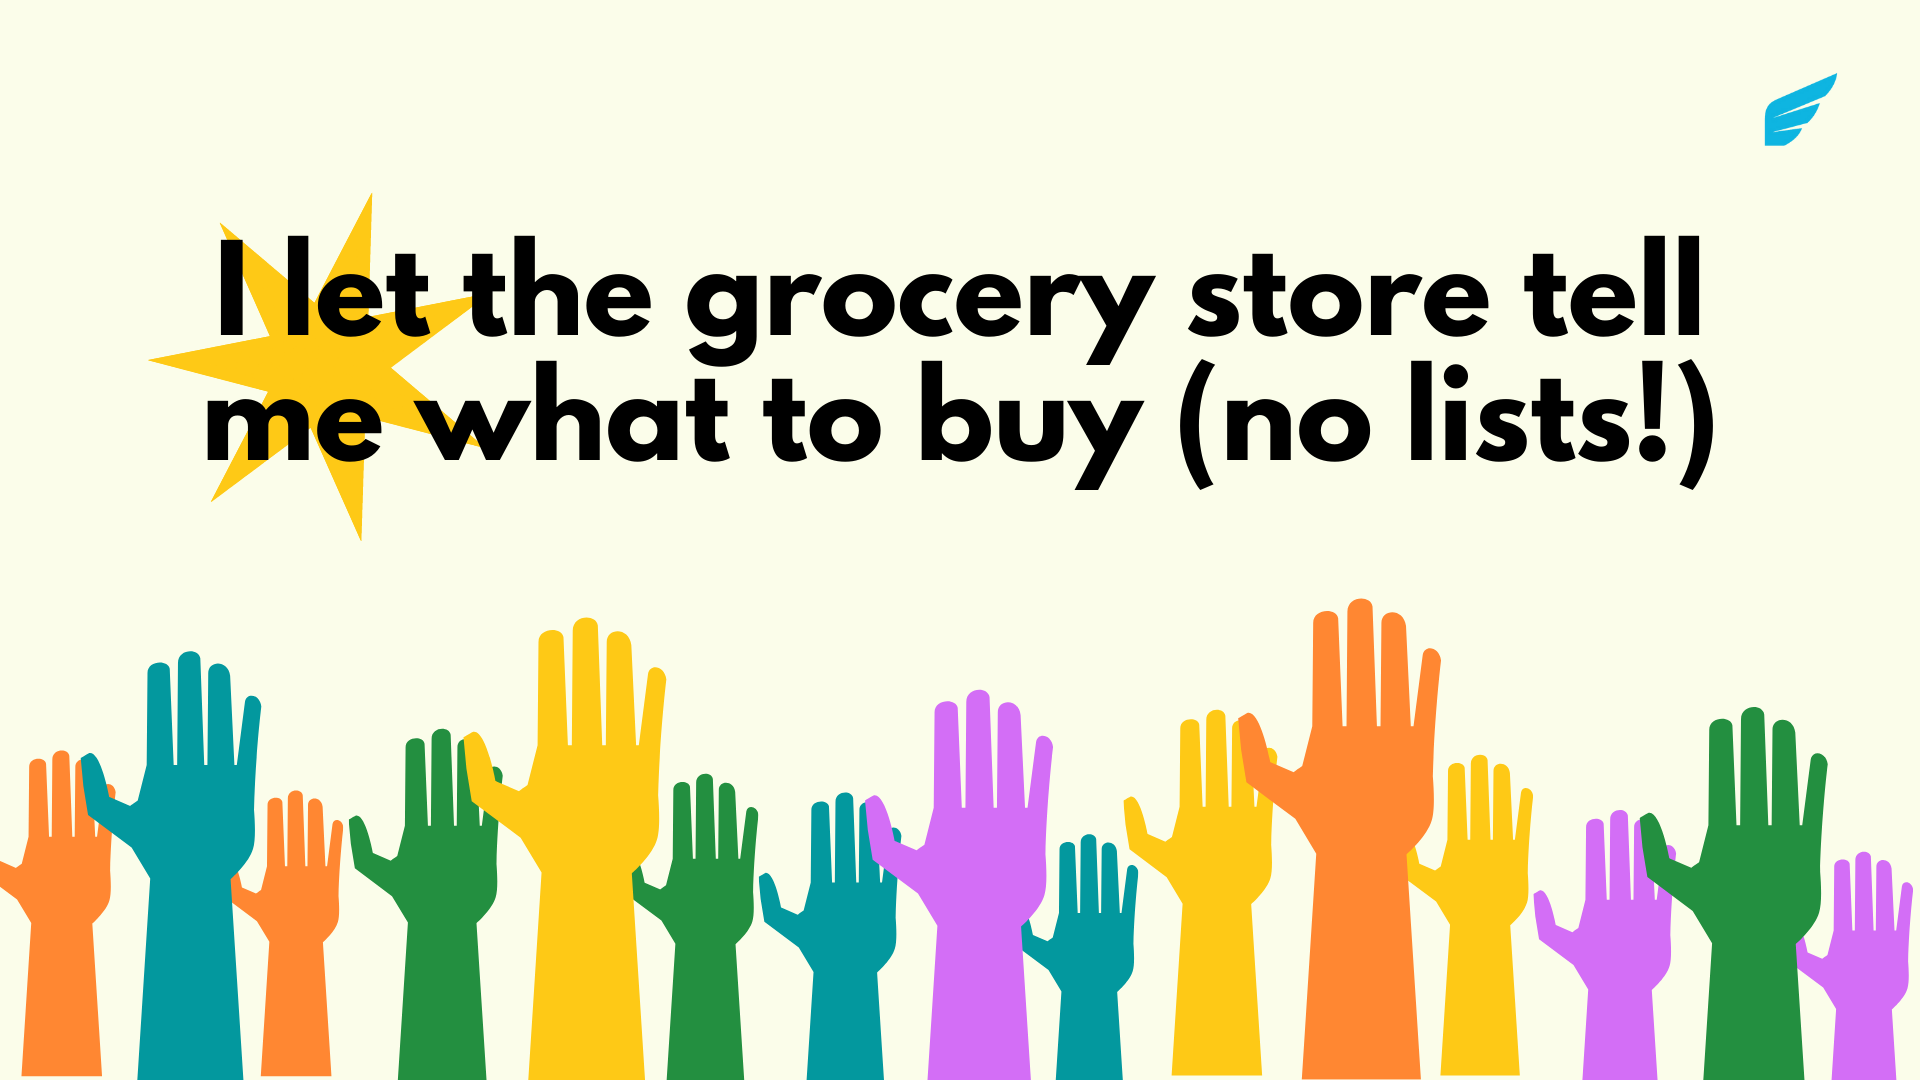 I let the grocery store tell
me what to buy (no lists!)